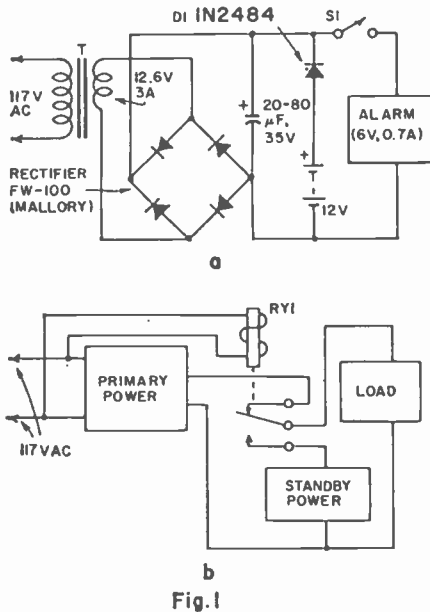 DI IN2484
S1
T
12.6V
3A
117V
AC
+
20-80
μF,
35V
ALARM
(6V, 0.7A)
RECTIFIER
FW-100
(MALLORY)
+
12V
a
RY1
PRIMARY
POWER
LOAD
117VAC
STANDBY
POWER
b
Fig.1